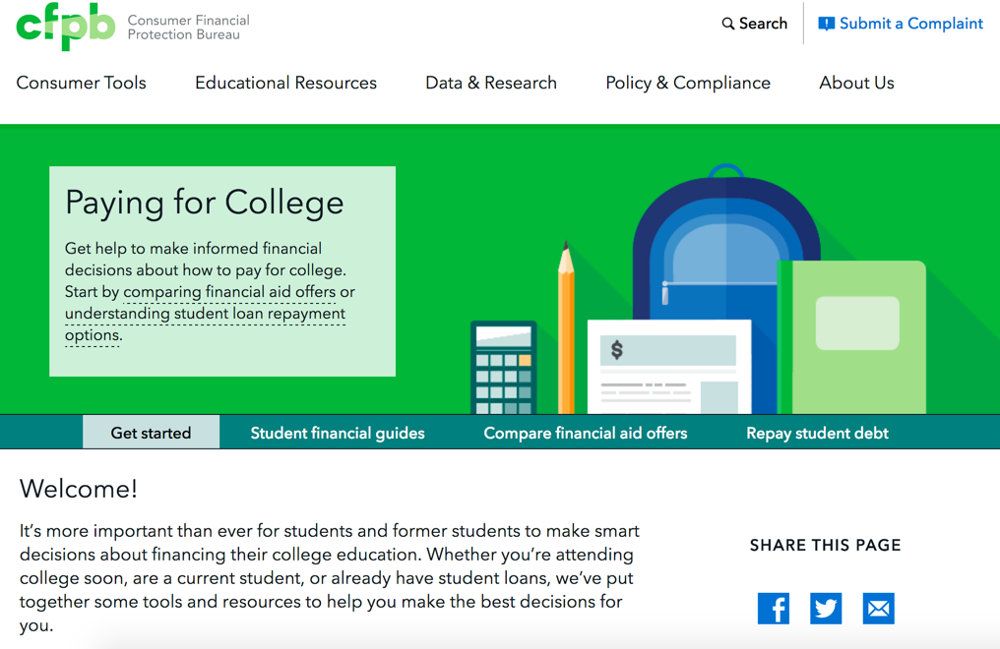 cfpb Consumer Financial
Protection Bureau
Search
Submit a Complaint
Consumer Tools
Educational Resources
Data & Research
Policy & Compliance
About Us
Paying for College
Get help to make informed financial
decisions about how to pay for college.
Start by comparing financial aid offers or
understanding student loan repayment
options.
$
Get started
Student financial guides
Compare financial aid offers
Repay student debt
Welcome!
It's more important than ever for students and former students to make smart
decisions about financing their college education. Whether you're attending
college soon, are a current student, or already have student loans, we've put
together some tools and resources to help you make the best decisions for
you.
SHARE THIS PAGE